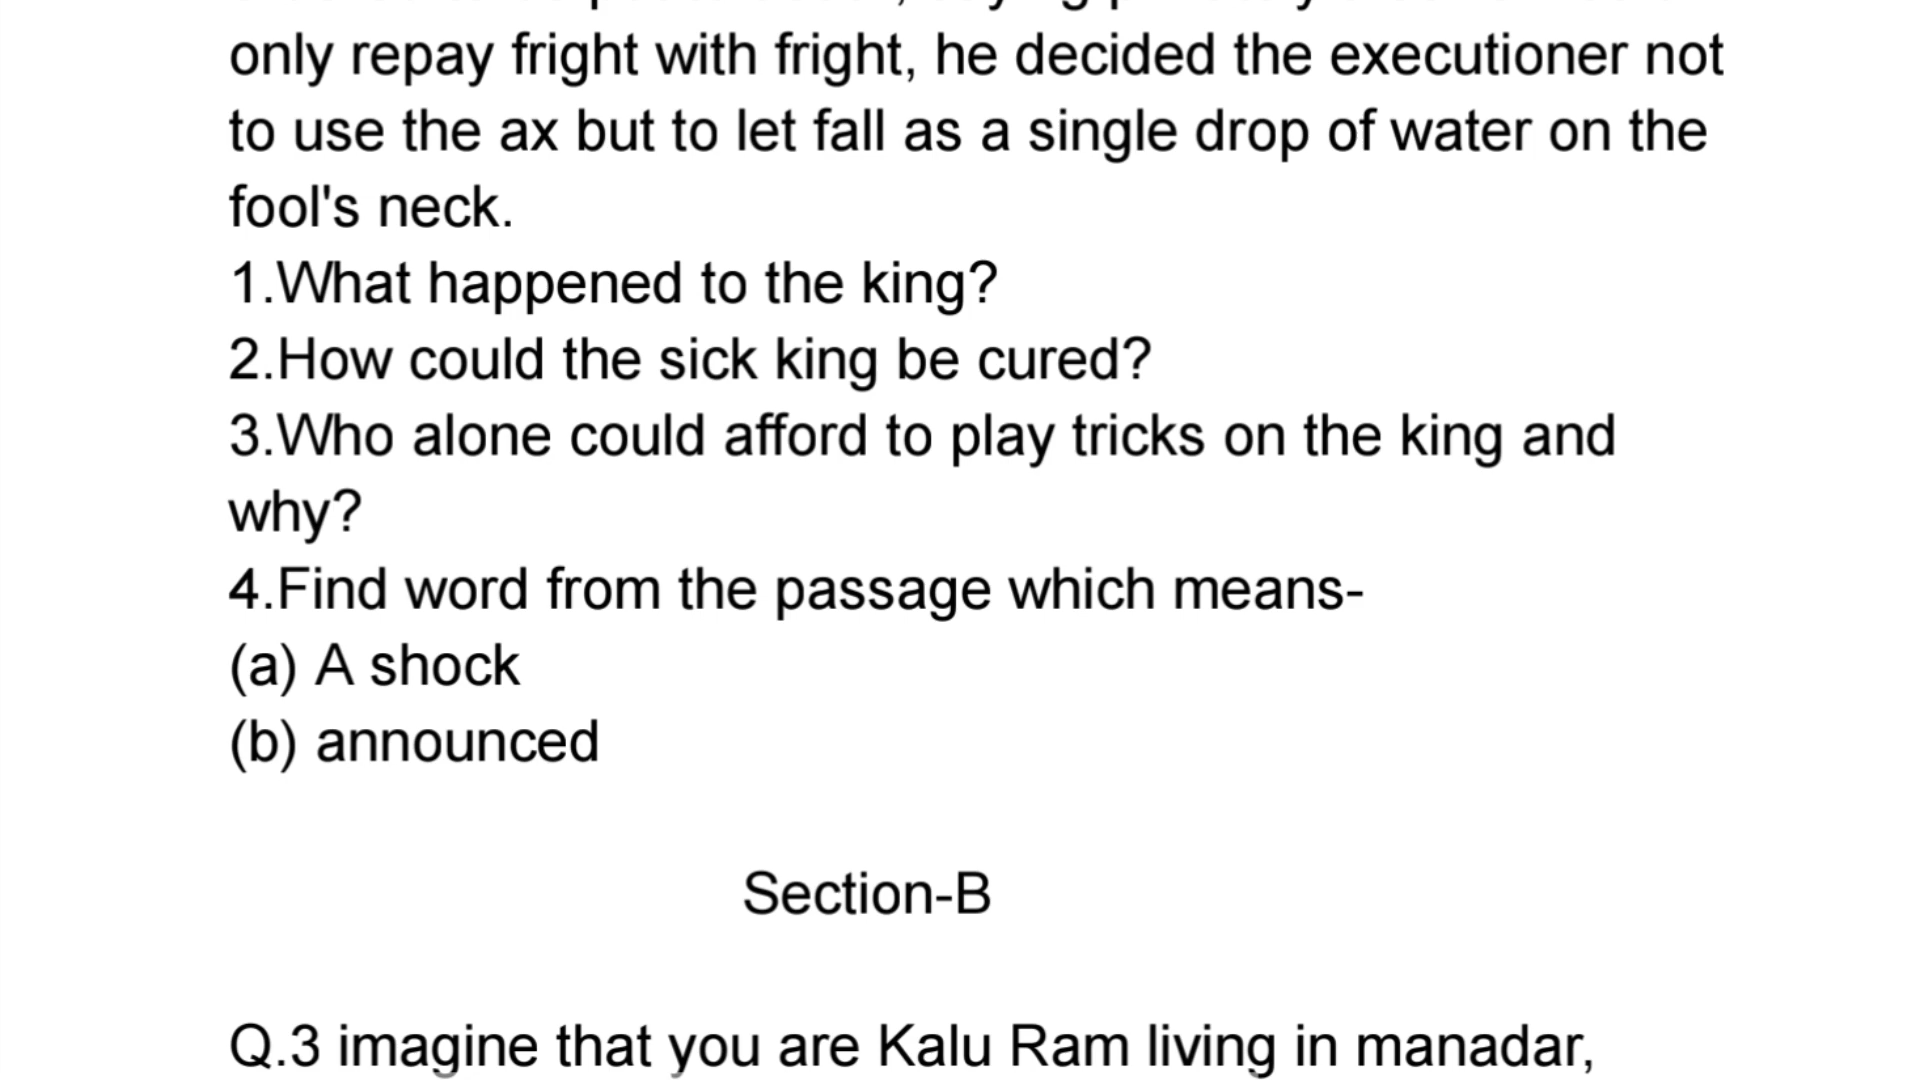 only repay fright with fright, he decided the executioner not
to use the ax but to let fall as a single drop of water on the
fool's neck.
1.What happened to the king?
2.How could the sick king be cured?
3.Who alone could afford to play tricks on the king and
why?
4.Find word from the passage which means-
(a) A shock
(b) announced
Section-B
Q.3 imagine that you are Kalu Ram living in manadar,